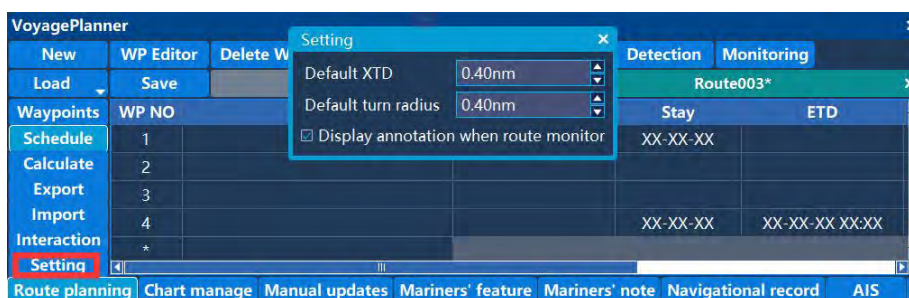 VoyagePlanner
New WP Editor Delete W Detection Monitoring
Setting
Default XTD 0.40nm
Default turn radius 0.40nm
Display annotation when route monitor
Load Save Route003*
Waypoints WP NO Stay ETD
Schedule 1 XX-XX-XX
Calculate 2
Export 3
Import 4 XX-XX-XX XX-XX-XX XX:XX
Interaction *
Setting
Route planning Chart manage Manual updates Mariners' feature Mariners' note Navigational record AIS